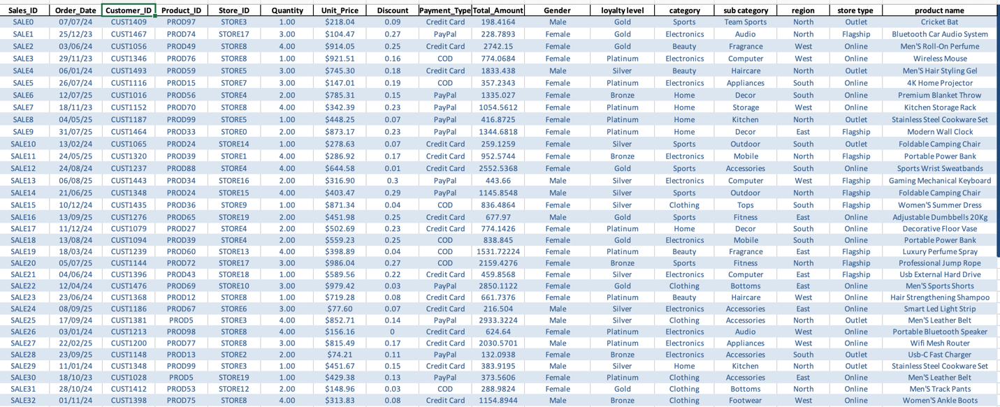 Sales_ID Order_Date Customer_ID Product_ID Store_ID Quantity Unit_Price Discount Payment_Type Total_Amount Gender loyalty level category sub category region store type product name
SALE0 07/07/24 CUST1409 PROD97 STORE3 1.00 $218.04 0.09 Credit Card 198.4164 Male Gold Sports Team Sports North Outlet Cricket Bat
SALE1 25/12/23 CUST1467 PROD74 STORE17 3.00 $104.47 0.27 PayPal 228.7893 Female Gold Electronics Audio North Flagship Bluetooth Car Audio System
SALE2 03/06/24 CUST1056 PROD49 STORE8 4.00 $914.05 0.25 Credit Card 2742.15 Female Gold Beauty Fragrance West Online Men'S Roll-On Perfume
SALE3 29/11/23 CUST1346 PROD76 STORE8 1.00 $921.51 0.16 COD 774.0684 Female Platinum Electronics Computer West Online Wireless Mouse
SALE4 06/01/24 CUST1493 PROD59 STORE5 3.00 $745.30 0.18 Credit Card 1833.438 Male Silver Beauty Haircare North Outlet Men'S Hair Styling Gel
SALE5 26/07/24 CUST1116 PROD15 STORE7 3.00 $147.01 0.19 COD 357.2343 Female Platinum Electronics Appliances South Online 4K Home Projector
SALE6 12/07/25 CUST1016 PROD56 STORE4 2.00 $785.31 0.15 PayPal 1335.027 Female Bronze Home Decor South Online Premium Blanket Throw
SALE7 18/11/23 CUST1152 PROD70 STORE8 4.00 $342.39 0.23 PayPal 1054.5612 Female Platinum Home Storage West Online Kitchen Storage Rack
SALE8 04/05/25 CUST1187 PROD99 STORE5 1.00 $448.25 0.07 PayPal 416.8725 Female Platinum Home Kitchen South Online Stainless Steel Cookware Set
SALE9 31/07/25 CUST1464 PROD33 STORE0 2.00 $873.17 0.23 PayPal 1344.6818 Female Platinum Home Decor East Flagship Modern Wall Clock
SALE10 13/02/24 CUST1065 PROD24 STORE14 1.00 $278.63 0.07 Credit Card 259.1259 Female Silver Sports Outdoor South Outlet Foldable Camping Chair
SALE11 24/05/25 CUST1320 PROD39 STORE1 4.00 $286.92 0.17 Credit Card 952.5744 Female Bronze Electronics Mobile North Flagship Portable Power Bank
SALE12 24/08/24 CUST1237 PROD88 STORE4 4.00 $644.58 0.01 Credit Card 2552.5368 Female Gold Sports Accessories South Online Sports Wrist Sweatbands
SALE13 06/08/25 CUST1443 PROD34 STORE16 2.00 $316.90 0.3 PayPal 443.66 Male Silver Electronics Computer West Flagship Gaming Mechanical Keyboard
SALE14 21/06/25 CUST1348 PROD24 STORE15 4.00 $403.47 0.29 PayPal 1145.8548 Male Silver Sports Outdoor North Flagship Foldable Camping Chair
SALE15 10/12/24 CUST1435 PROD36 STORE9 1.00 $871.34 0.04 COD 836.4864 Female Silver Clothing Tops South Flagship Women'S Summer Dress
SALE16 13/09/25 CUST1276 PROD65 STORE19 2.00 $451.98 0.25 Credit Card 677.97 Male Gold Sports Fitness East Online Adjustable Dumbbells 20Kg
SALE17 11/12/24 CUST1079 PROD27 STORE4 2.00 $502.69 0.23 Credit Card 774.1426 Female Platinum Home Decor South Online Decorative Floor Vase
SALE18 13/08/24 CUST1094 PROD39 STORE4 2.00 $559.23 0.25 COD 838.845 Female Gold Electronics Mobile South Online Portable Power Bank
SALE19 18/03/24 CUST1239 PROD60 STORE13 4.00 $398.89 0.04 COD 1531.72224 Female Platinum Beauty Fragrance East Flagship Luxury Perfume Spray
SALE20 05/07/25 CUST1144 PROD72 STORE17 3.00 $986.04 0.27 COD 2159.4276 Female Bronze Sports Fitness North Flagship Professional Jump Rope
SALE21 04/06/24 CUST1396 PROD43 STORE18 1.00 $589.56 0.22 Credit Card 459.8568 Male Silver Electronics Computer East Flagship Usb External Hard Drive
SALE22 12/04/24 CUST1476 PROD69 STORE10 3.00 $979.42 0.03 PayPal 2850.1122 Female Gold Clothing Bottoms East Online Men'S Sports Shorts
SALE23 23/06/24 CUST1368 PROD12 STORE8 1.00 $719.28 0.08 Credit Card 661.7376 Female Platinum Beauty Haircare West Online Hair Strengthening Shampoo
SALE24 08/09/25 CUST1186 PROD67 STORE6 3.00 $77.60 0.07 Credit Card 216.504 Male Silver Electronics Accessories East Online Smart Led Light Strip
SALE25 17/09/24 CUST1381 PROD5 STORE3 4.00 $852.71 0.14 PayPal 2933.3224 Male Silver Clothing Accessories North Outlet Men'S Leather Belt
SALE26 03/01/24 CUST1213 PROD98 STORE8 4.00 $156.16 0 Credit Card 624.64 Female Platinum Electronics Audio West Online Portable Bluetooth Speaker
SALE27 22/02/25 CUST1200 PROD77 STORE8 3.00 $815.49 0.17 Credit Card 2030.5701 Male Platinum Electronics Appliances West Online Wifi Mesh Router
SALE28 23/09/25 CUST1148 PROD13 STORE2 2.00 $74.21 0.11 PayPal 132.0938 Female Bronze Electronics Accessories South Online Usb-C Fast Charger
SALE29 11/01/24 CUST1348 PROD99 STORE3 1.00 $451.67 0.15 Credit Card 383.9195 Male Silver Home Kitchen North Outlet Stainless Steel Cookware Set
SALE30 18/10/23 CUST1028 PROD5 STORE19 1.00 $429.38 0.13 PayPal 373.5606 Female Platinum Clothing Accessories East Online Men'S Leather Belt
SALE31 28/10/24 CUST1412 PROD53 STORE12 2.00 $148.96 0.03 COD 288.9824 Female Gold Clothing Bottoms North Outlet Men'S Track Pants
SALE32 01/11/24 CUST1398 PROD75 STORE8 4.00 $313.83 0.08 Credit Card 1154.8944 Male Bronze Clothing Footwear West Online Women'S Ankle Boots